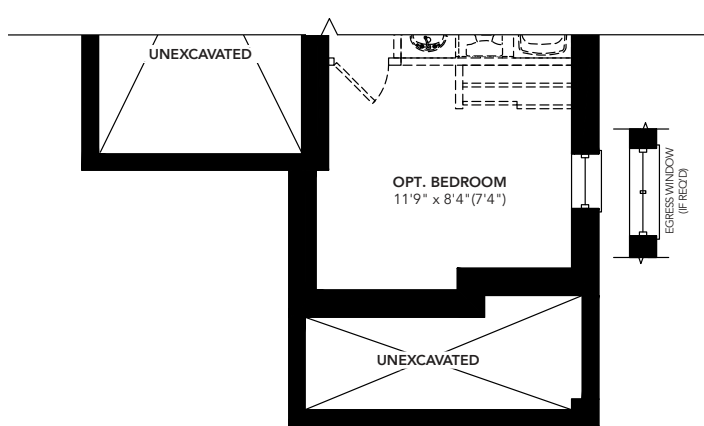 UNEXCAVATED
OPT. BEDROOM
11'9" x 8'4"(7'4")
EGRESS WINDOW
(IF REQ'D)
UNEXCAVATED